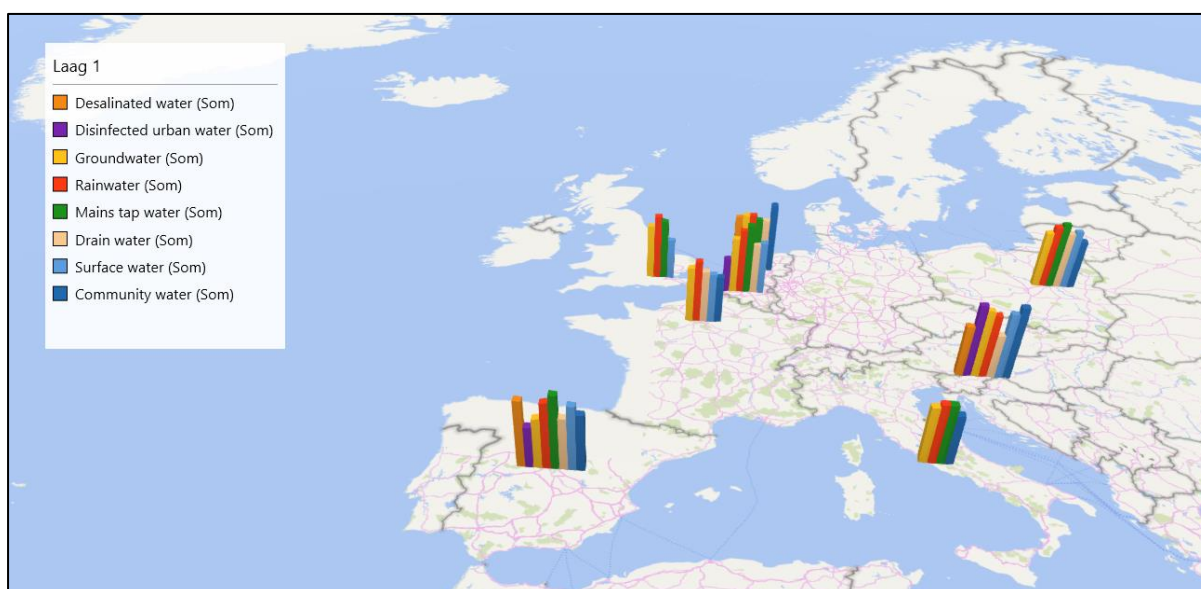 Laag 1
Desalinated water (Som)
Disinfected urban water (Som)
Groundwater (Som)
Rainwater (Som)
Mains tap water (Som)
Drain water (Som)
Surface water (Som)
Community water (Som)